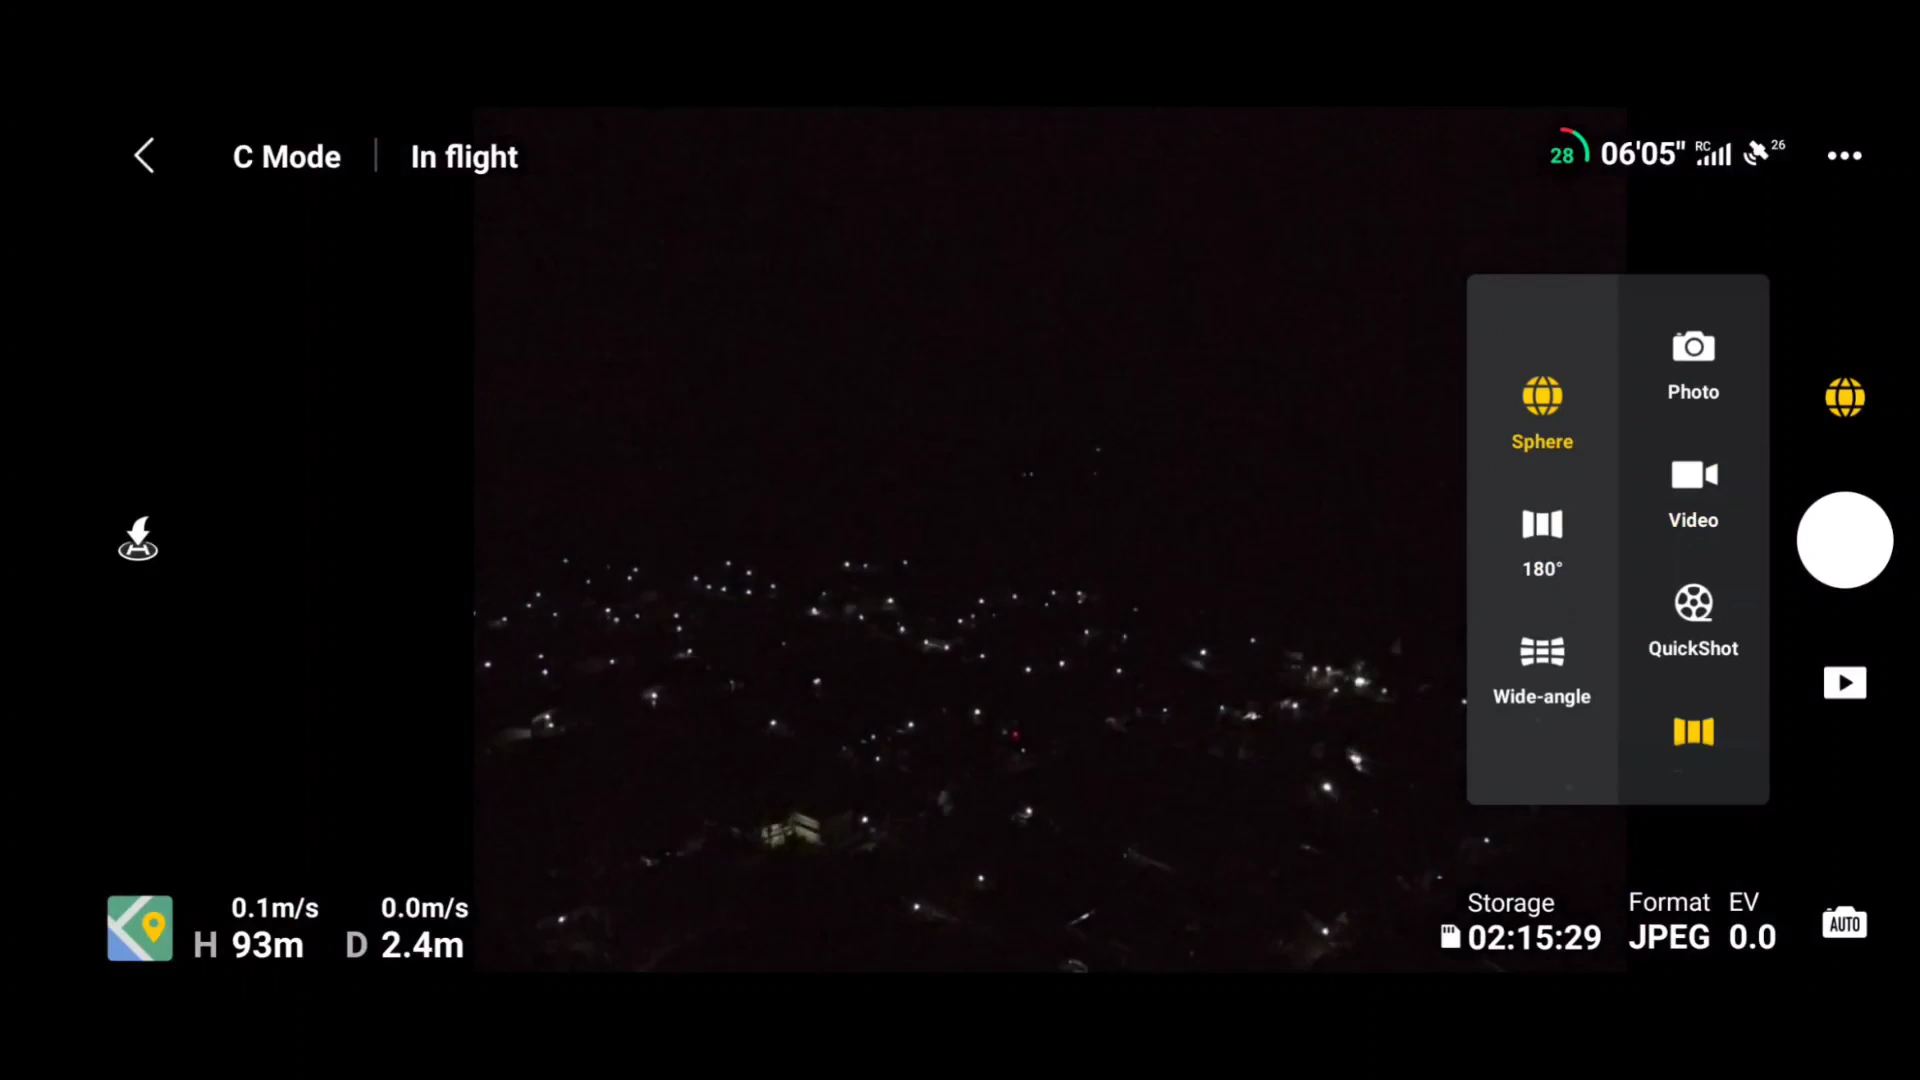 C Mode | In flight
28 06'05" RC 26
Photo
Sphere
Video
180°
QuickShot
Wide-angle
0.1m/s 0.0m/s
H 93m D 2.4m
Storage Format EV
02:15:29 JPEG 0.0
AUTO